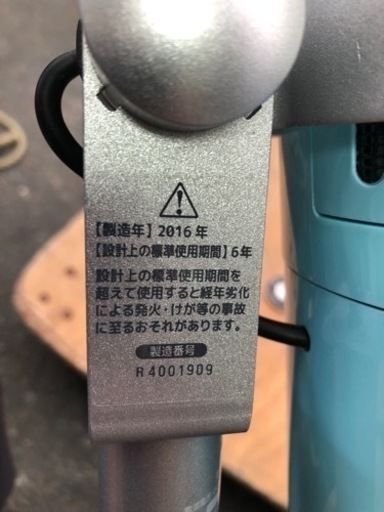 【製造年】2016年
【設計上の標準使用期間】6年
設計上の標準使用期間を
超えて使用すると経年劣化
による発火・けが等の事故
に至るおそれがあります。
製造番号
R4001909